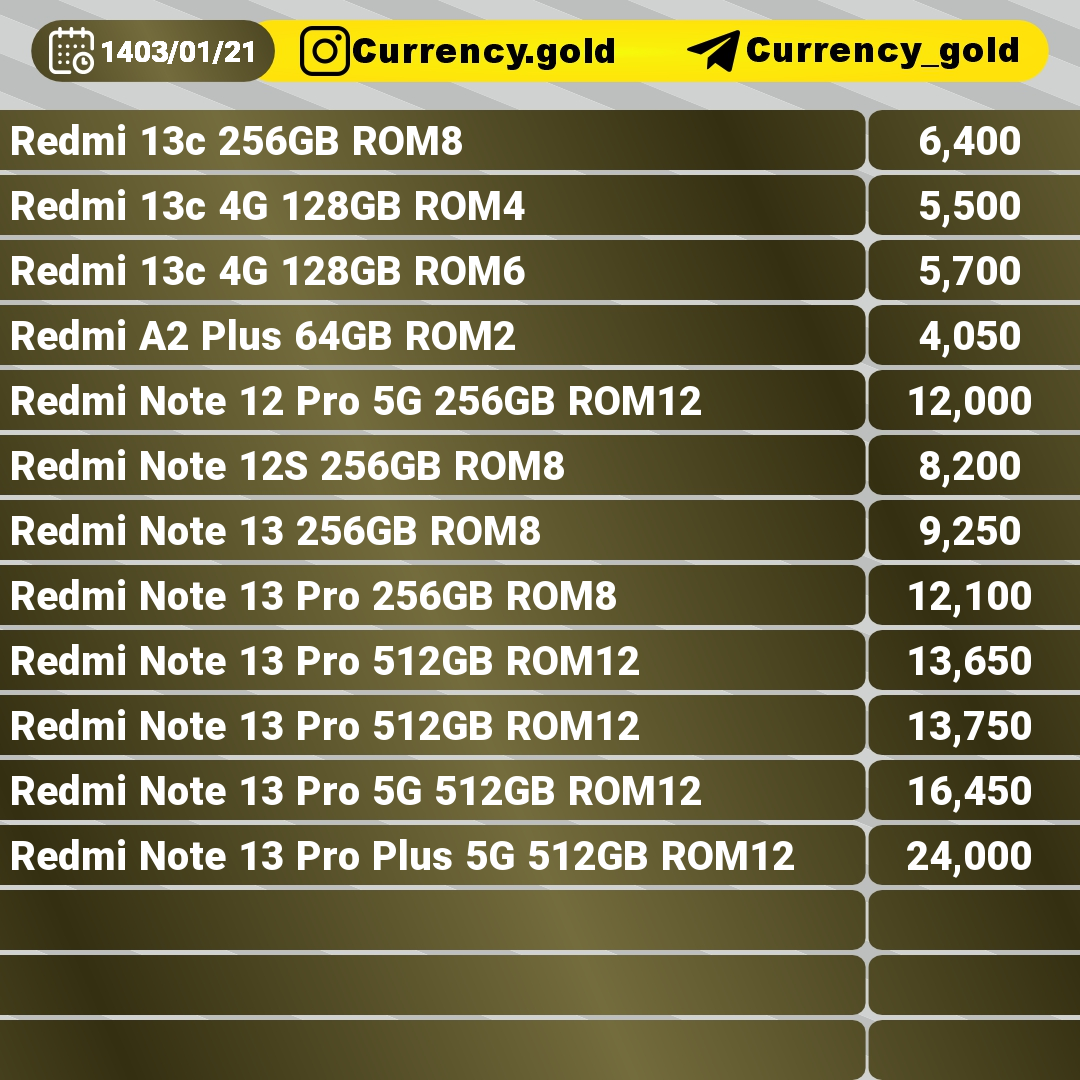 1403/01/21 Currency.gold Currency_gold
Redmi 13c 256GB ROM8 6,400
Redmi 13c 4G 128GB ROM4 5,500
Redmi 13c 4G 128GB ROM6 5,700
Redmi A2 Plus 64GB ROM2 4,050
Redmi Note 12 Pro 5G 256GB ROM12 12,000
Redmi Note 12S 256GB ROM8 8,200
Redmi Note 13 256GB ROM8 9,250
Redmi Note 13 Pro 256GB ROM8 12,100
Redmi Note 13 Pro 512GB ROM12 13,650
Redmi Note 13 Pro 512GB ROM12 13,750
Redmi Note 13 Pro 5G 512GB ROM12 16,450
Redmi Note 13 Pro Plus 5G 512GB ROM12 24,000